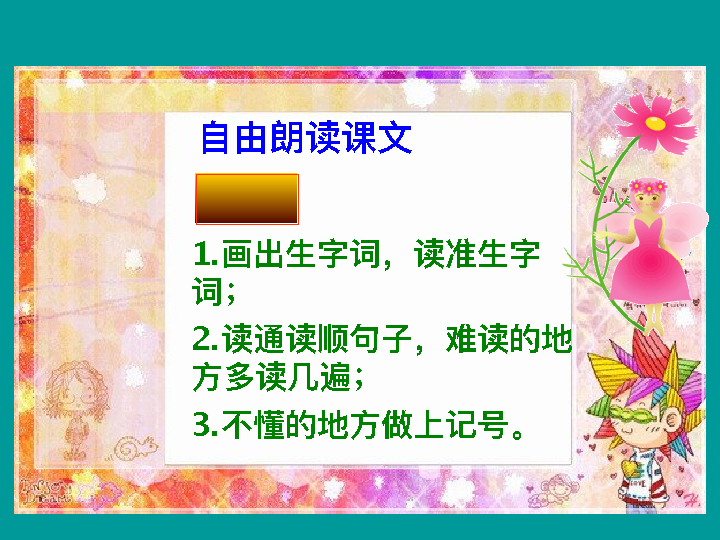 自由朗读课文
1.画出生字词，读准生字
词；
2.读通读顺句子，难读的地
方多读几遍；
3.不懂的地方做上记号。